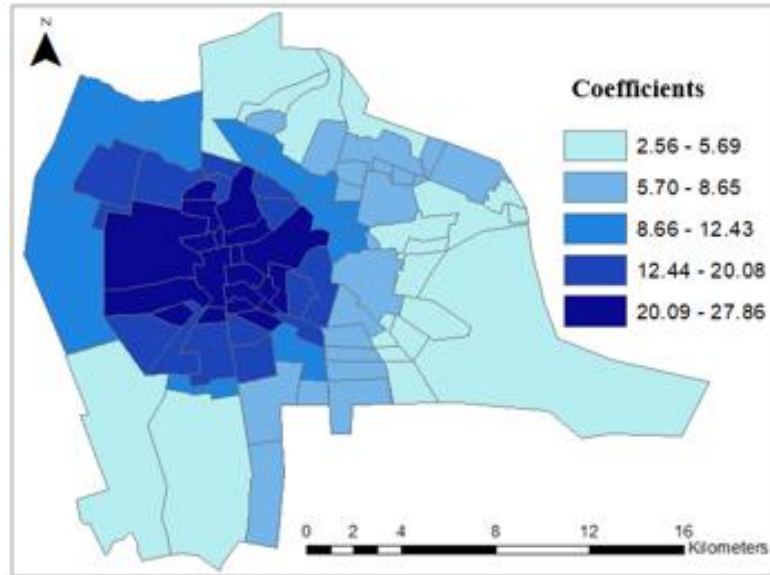 N
Coefficients
2.56 - 5.69
5.70 - 8.65
8.66 - 12.43
12.44 - 20.08
20.09 - 27.86
0 2 4 8 12 16
Kilometers